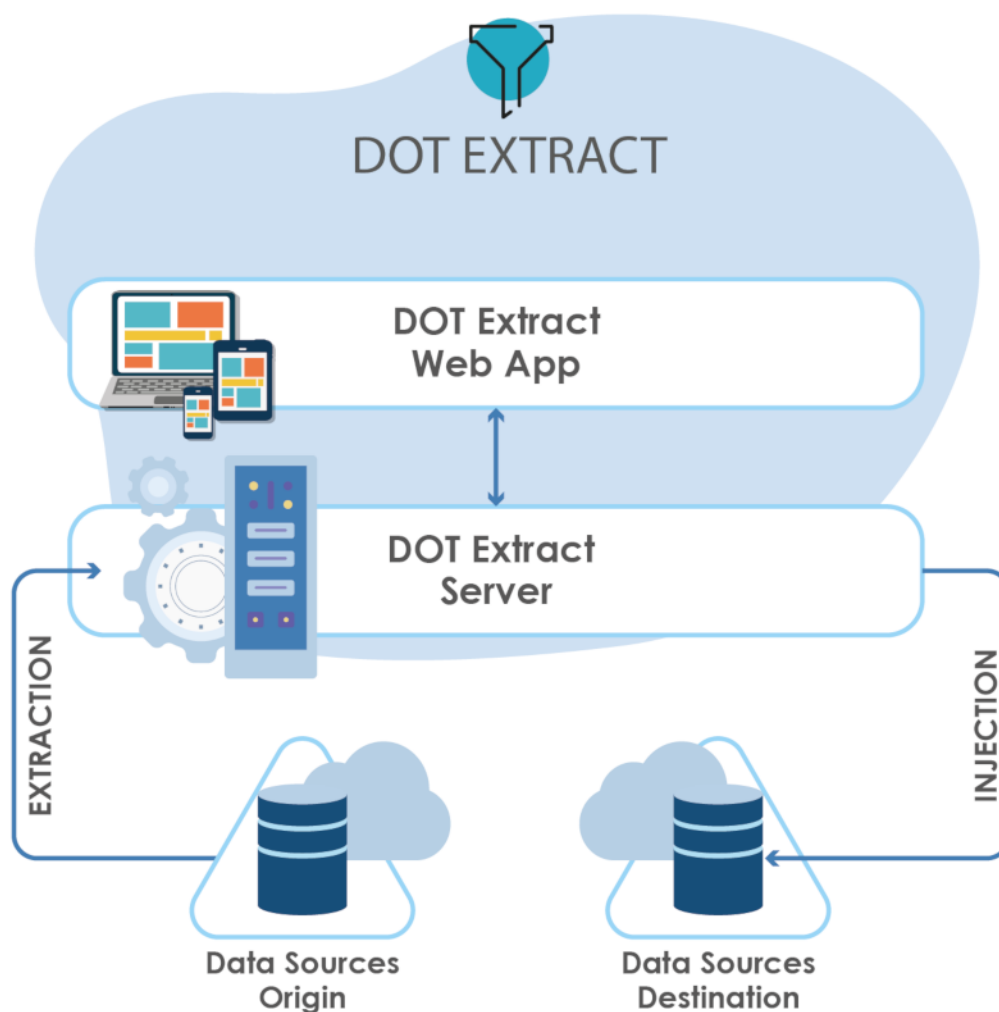 DOT EXTRACT
DOT Extract
Web App
DOT Extract
Server
EXTRACTION
INJECTION
Data Sources
Origin
Data Sources
Destination